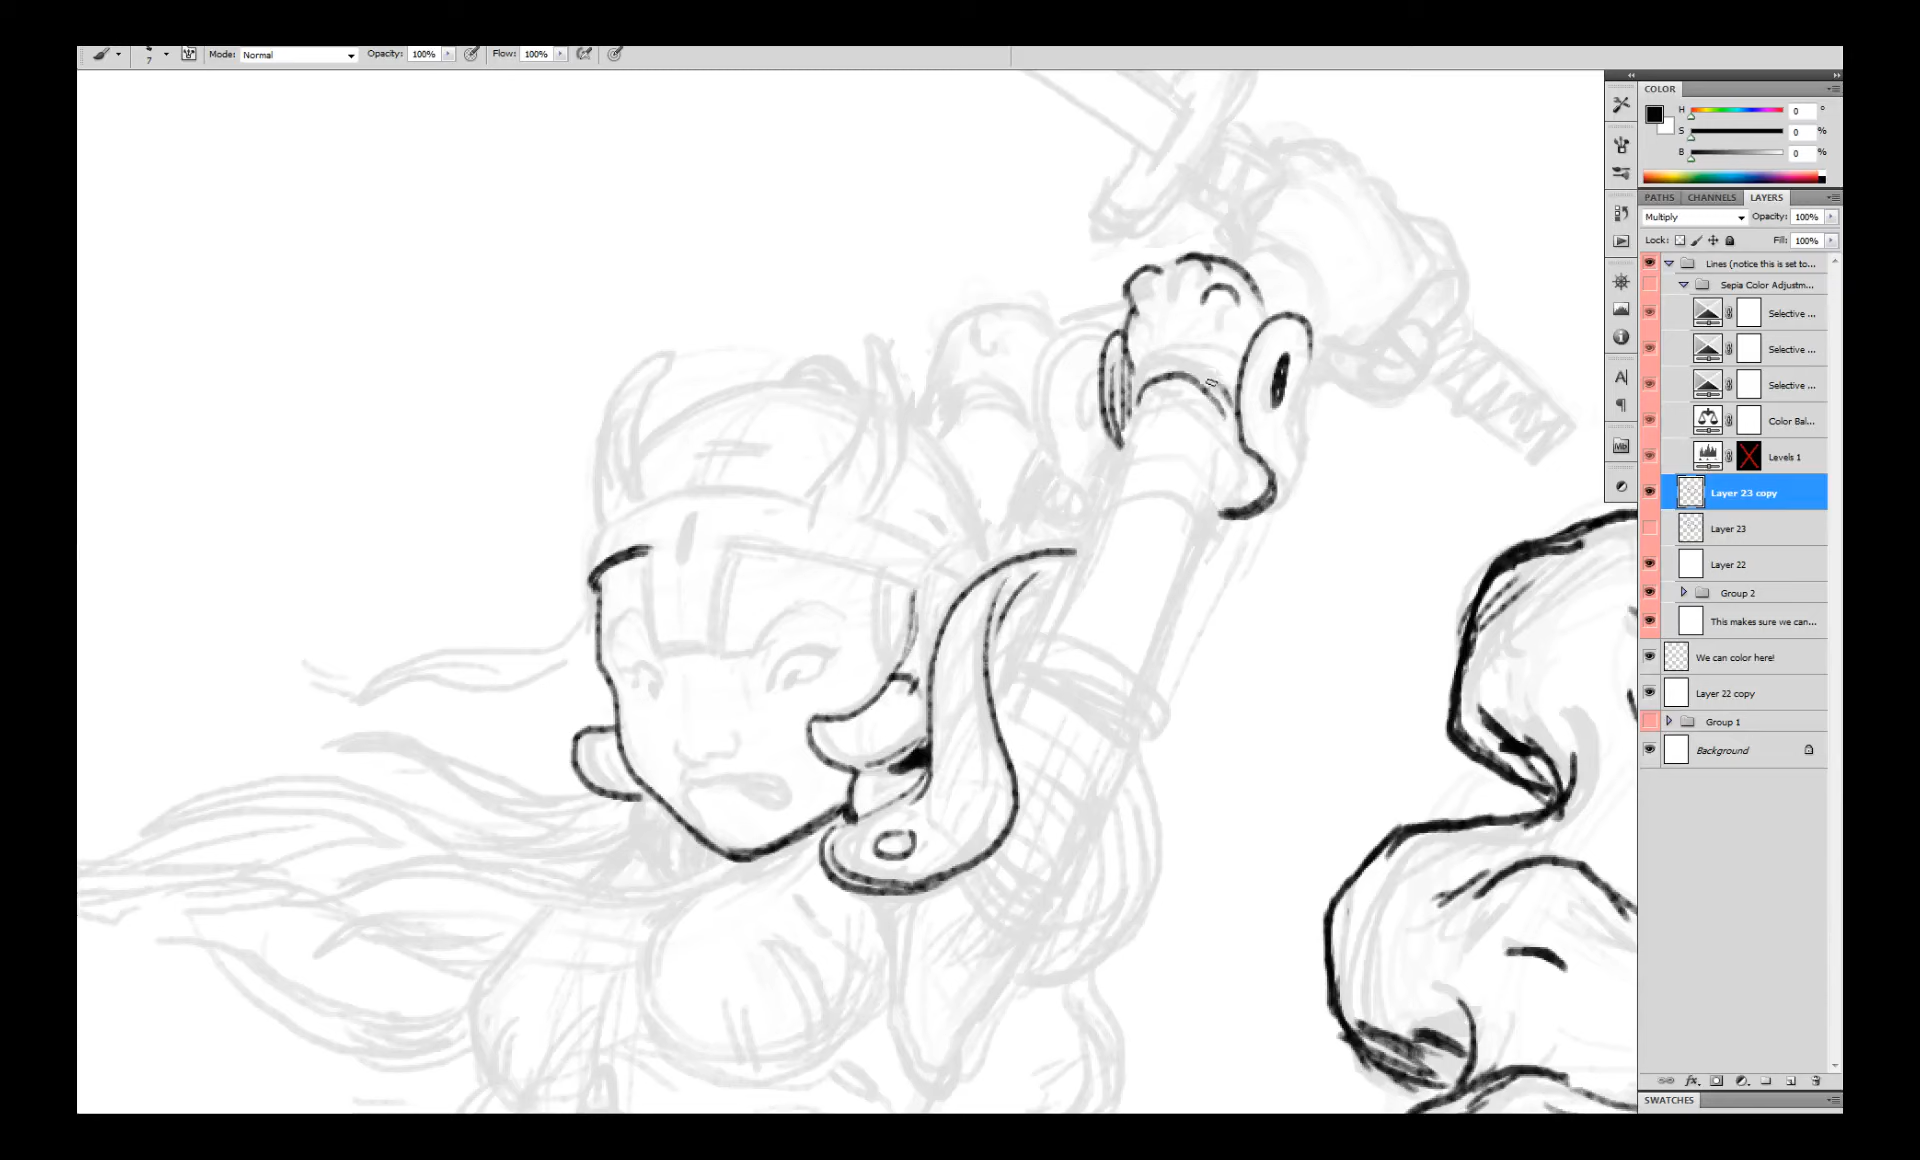 7 Mode: Normal Opacity: 100% Flow: 100%
COLOR
H 0 °
S 0 %
B 0 %
PATHS CHANNELS LAYERS
Multiply Opacity: 100%
Lock: Fill: 100%
Lines (notice this is set to...
Sepia Color Adjustm...
Selective ...
Selective ...
Selective ...
Color Bal...
Levels 1
Layer 23 copy
Layer 23
Layer 22
Group 2
This makes sure we can...
We can color here!
Layer 22 copy
Group 1
Background
SWATCHES